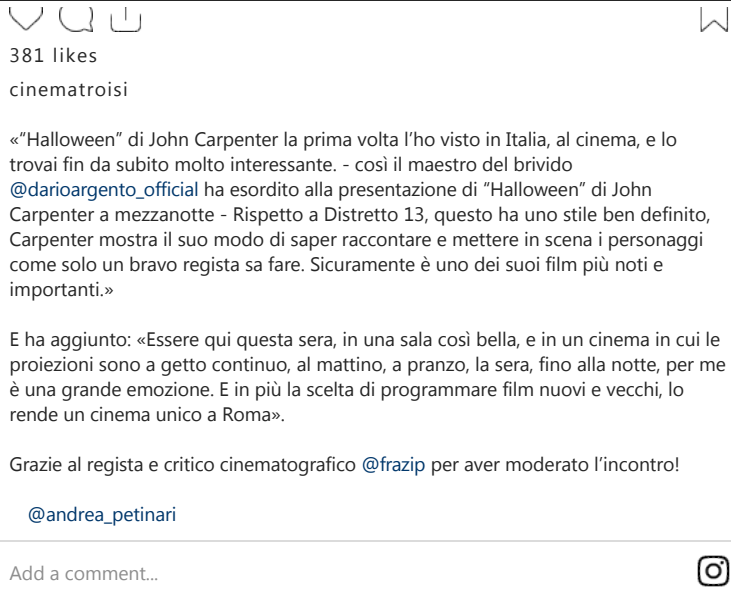 381 likes
cinematroisi
«“Halloween” di John Carpenter la prima volta l’ho visto in Italia, al cinema, e lo
trovai fin da subito molto interessante. - così il maestro del brivido
@darioargento_official ha esordito alla presentazione di “Halloween” di John
Carpenter a mezzanotte - Rispetto a Distretto 13, questo ha uno stile ben definito,
Carpenter mostra il suo modo di saper raccontare e mettere in scena i personaggi
come solo un bravo regista sa fare. Sicuramente è uno dei suoi film più noti e
importanti.»
E ha aggiunto: «Essere qui questa sera, in una sala così bella, e in un cinema in cui le
proiezioni sono a getto continuo, al mattino, a pranzo, la sera, fino alla notte, per me
è una grande emozione. E in più la scelta di programmare film nuovi e vecchi, lo
rende un cinema unico a Roma».
Grazie al regista e critico cinematografico @frazip per aver moderato l’incontro!
@andrea_petinari
Add a comment...